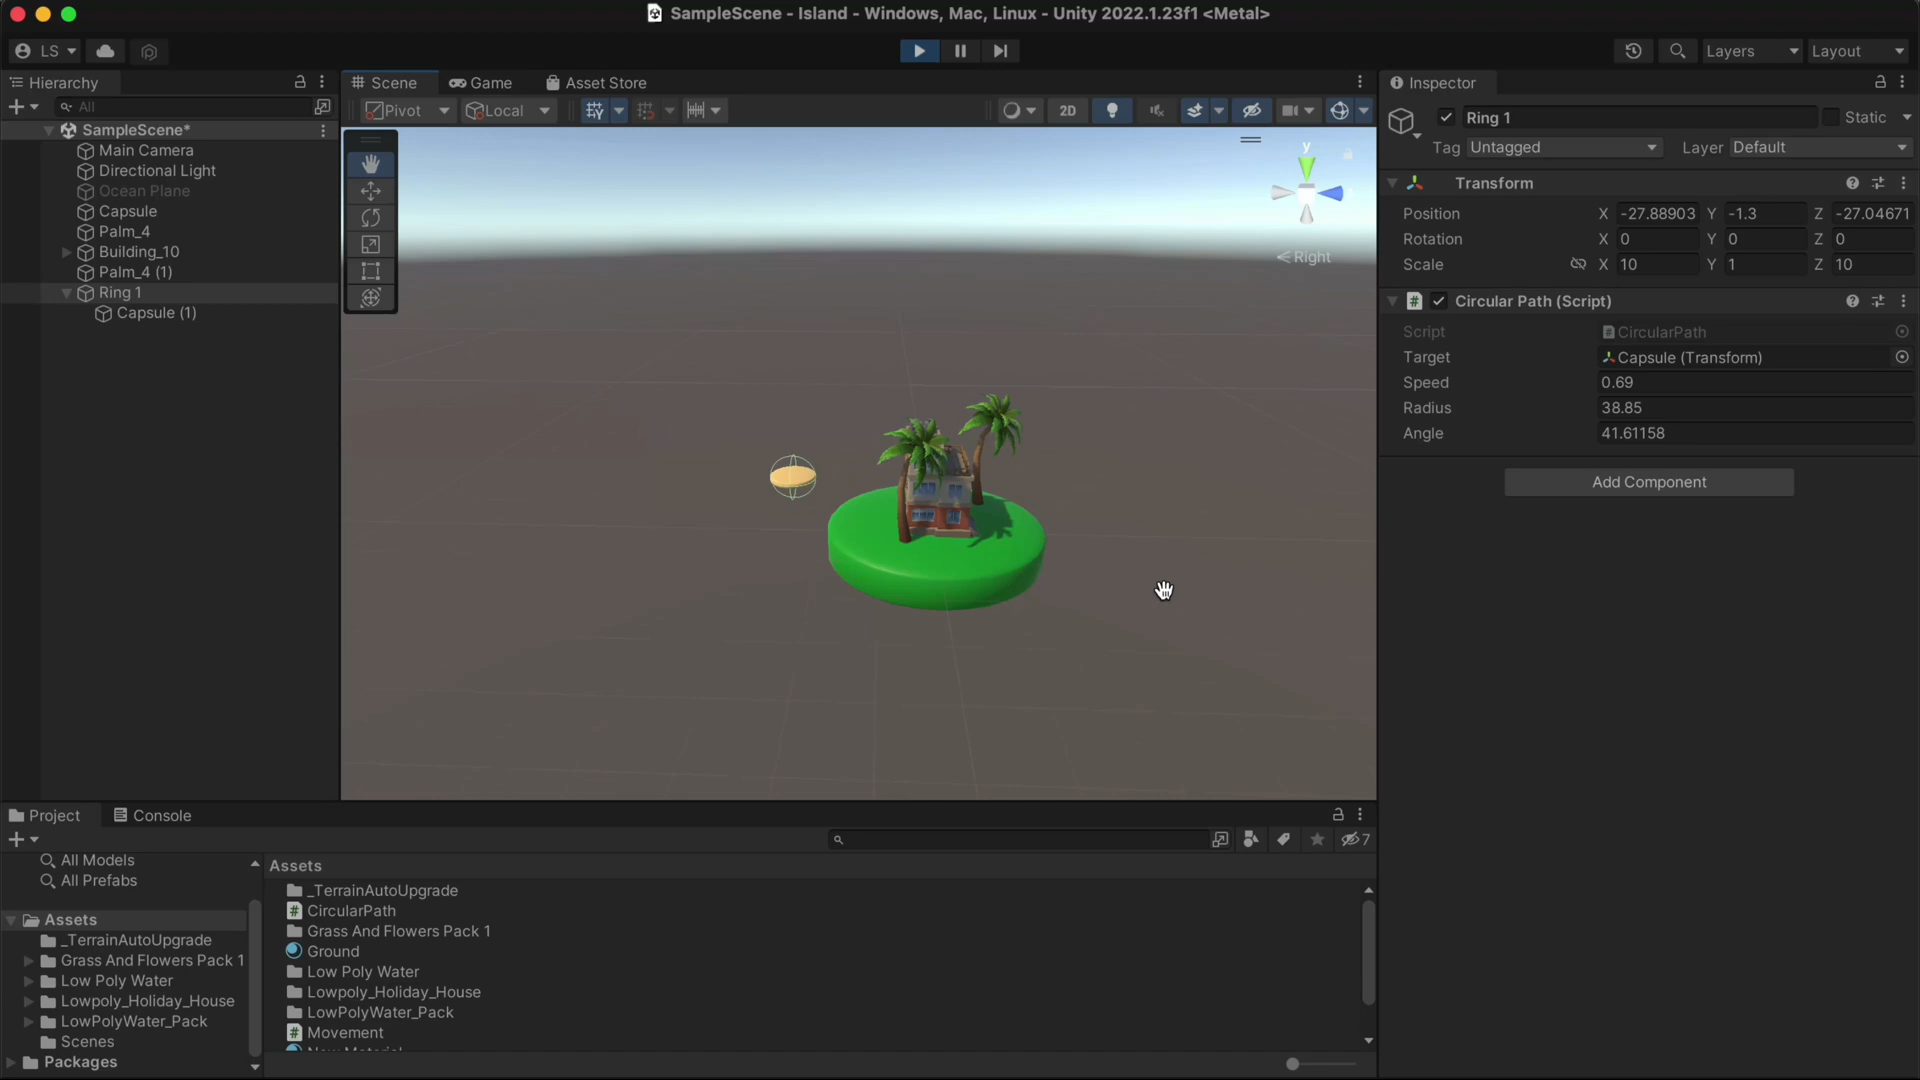 SampleScene - Island - Windows, Mac, Linux - Unity 2022.1.23f1 <Metal>
LS
Layers
Layout
Hierarchy
All
SampleScene*
Main Camera
Directional Light
Ocean Plane
Capsule
Palm_4
Building_10
Palm_4 (1)
Ring 1
Capsule (1)
Scene
Game
Asset Store
Pivot
Local
2D
y
Right
Inspector
Ring 1
Static
Tag
Untagged
Layer
Default
Transform
Position X -27.88903 Y -1.3 Z -27.04671
Rotation X 0 Y 0 Z 0
Scale X 10 Y 1 Z 10
# Circular Path (Script)
Script CircularPath
Target Capsule (Transform)
Speed 0.69
Radius 38.85
Angle 41.61158
Add Component
Project
Console
7
All Models
All Prefabs
Assets
_TerrainAutoUpgrade
Grass And Flowers Pack 1
Low Poly Water
Lowpoly_Holiday_House
LowPolyWater_Pack
Scenes
Packages
Assets
_TerrainAutoUpgrade
# CircularPath
Grass And Flowers Pack 1
Ground
Low Poly Water
Lowpoly_Holiday_House
LowPolyWater_Pack
# Movement